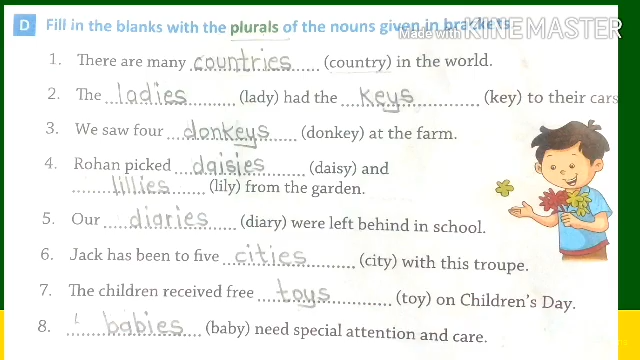 D Fill in the blanks with the plurals of the nouns given in brackets
Made with KINEMASTER
1. There are many countries (country) in the world.
2. The ladies (lady) had the keys (key) to their cars
3. We saw four donkeys (donkey) at the farm.
4. Rohan picked daisies (daisy) and
lillies (lily) from the garden.
5. Our diaries (diary) were left behind in school.
6. Jack has been to five cities (city) with this troupe.
7. The children received free toys (toy) on Children's Day.
8. babies (baby) need special attention and care.